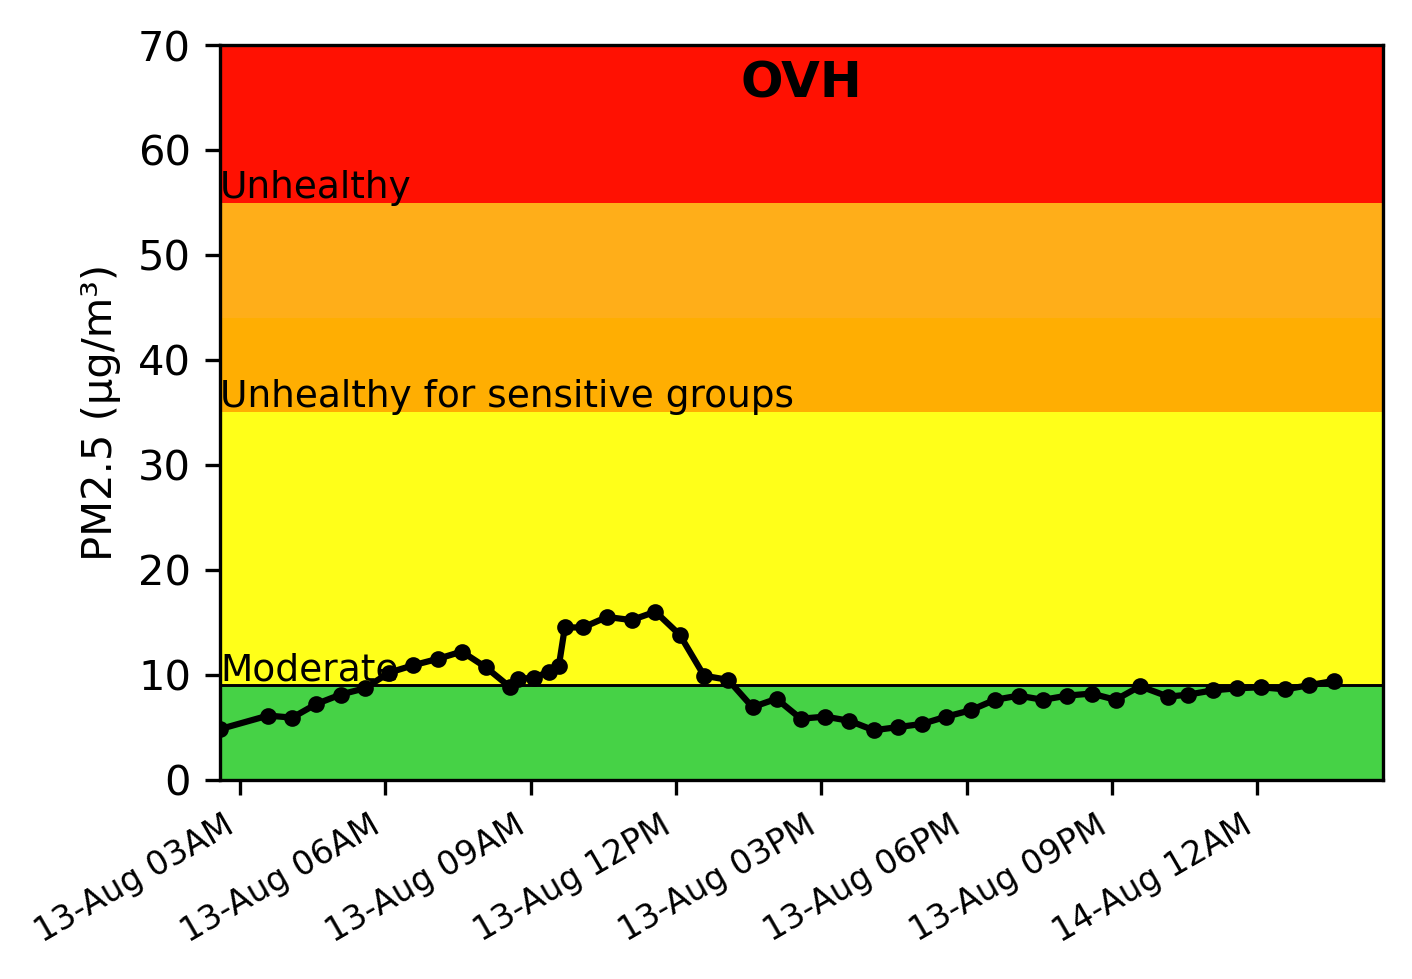 OVH
PM2.5 (µg/m³)
70
60
50
40
30
20
10
0
Unhealthy
Unhealthy for sensitive groups
Moderate
13-Aug 03AM
13-Aug 06AM
13-Aug 09AM
13-Aug 12PM
13-Aug 03PM
13-Aug 06PM
13-Aug 09PM
14-Aug 12AM